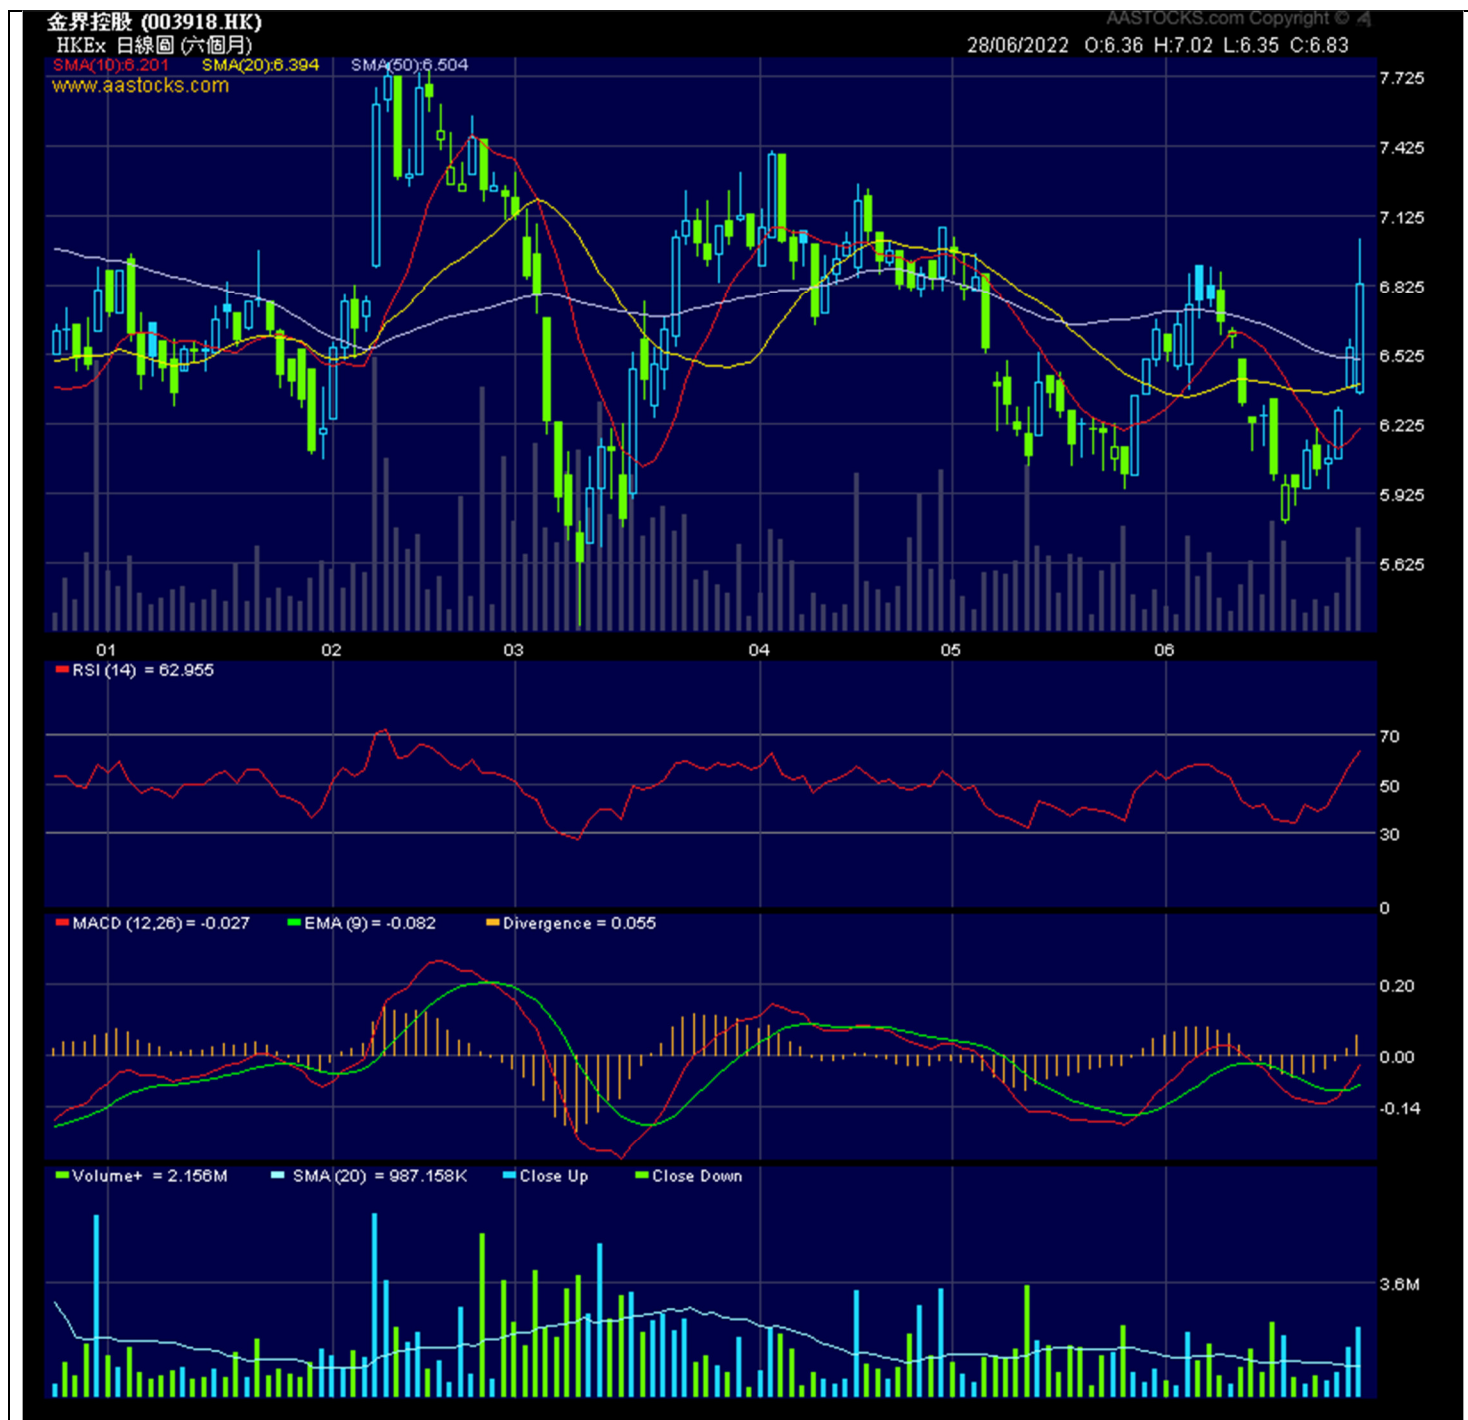 金界控股 (003918.HK)
AASTOCKS.com Copyright ©
HKEx 日線圖 (六個月)
28/06/2022 O:6.36 H:7.02 L:6.35 C:6.83
SMA(10):6.201 SMA(20):6.394 SMA(50):6.504
www.aastocks.com
7.725
7.425
7.125
6.825
6.525
6.225
5.925
5.625
01 02 03 04 05 06
RSI (14) = 62.955
70
50
30
0
MACD (12,26) = -0.027 EMA (9) = -0.082 Divergence = 0.055
0.20
0.00
-0.14
Volume+ = 2.156M SMA (20) = 987.158K Close Up Close Down
3.6M